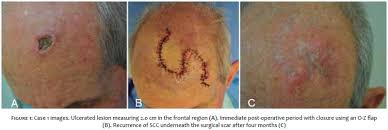 A
B
C
FIGURE 1: Case 1 images. Ulcerated lesion measuring 2.0 cm in the frontal region (A), Immediate post-operative period with closure using an O-Z flap
(B). Recurrence of SCC underneath the surgical scar after four months (C)